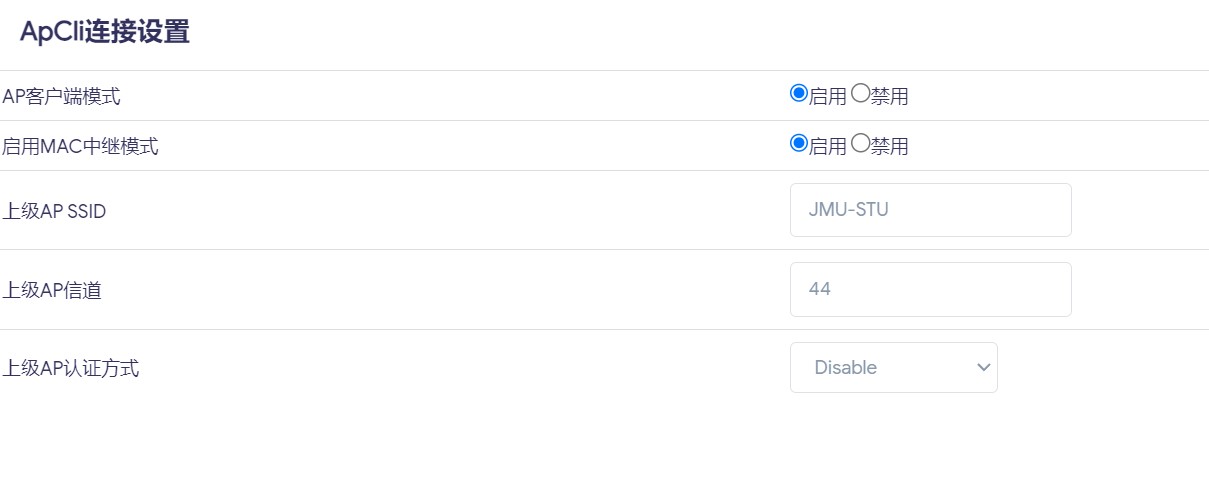 ApCli连接设置
AP客户端模式 启用 禁用
启用MAC中继模式 启用 禁用
上级AP SSID JMU-STU
上级AP信道 44
上级AP认证方式 Disable